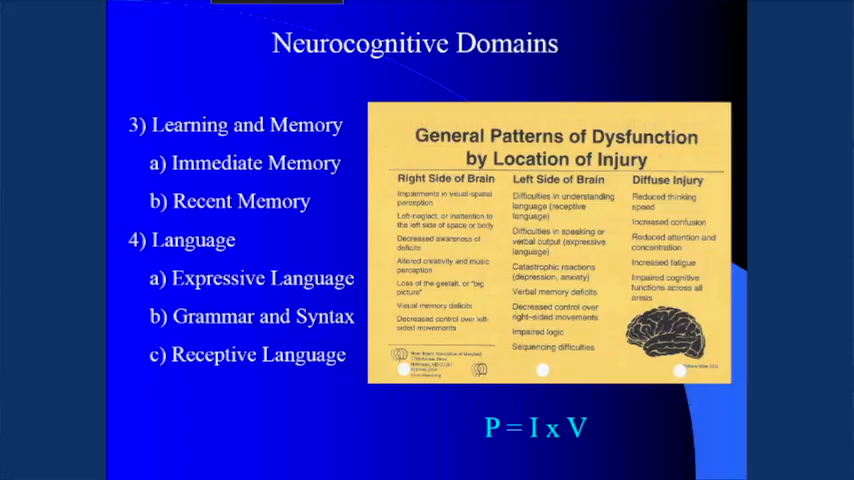 Neurocognitive Domains
3) Learning and Memory
a) Immediate Memory
b) Recent Memory
4) Language
a) Expressive Language
b) Grammar and Syntax
c) Receptive Language
General Patterns of Dysfunction
by Location of Injury
Right Side of Brain
Impairments in visual-spatial
perception
Left-neglect, or inattention to
the left side of space or body
Decreased awareness of
deficits
Altered creativity and music
perception
Loss of the gestalt, or "big
picture"
Visual memory deficits
Decreased control over left-
sided movements
Left Side of Brain
Difficulties in understanding
language (receptive
language)
Difficulties in speaking or
verbal output (expressive
language)
Catastrophic reactions
(depression, anxiety)
Verbal memory deficits
Decreased control over
right-sided movements
Impaired logic
Sequencing difficulties
Diffuse Injury
Reduced thinking
speed
Increased confusion
Reduced attention and
concentration
Increased fatigue
Impaired cognitive
functions across all
areas
Brain Injury Association of Maryland
P = I x V